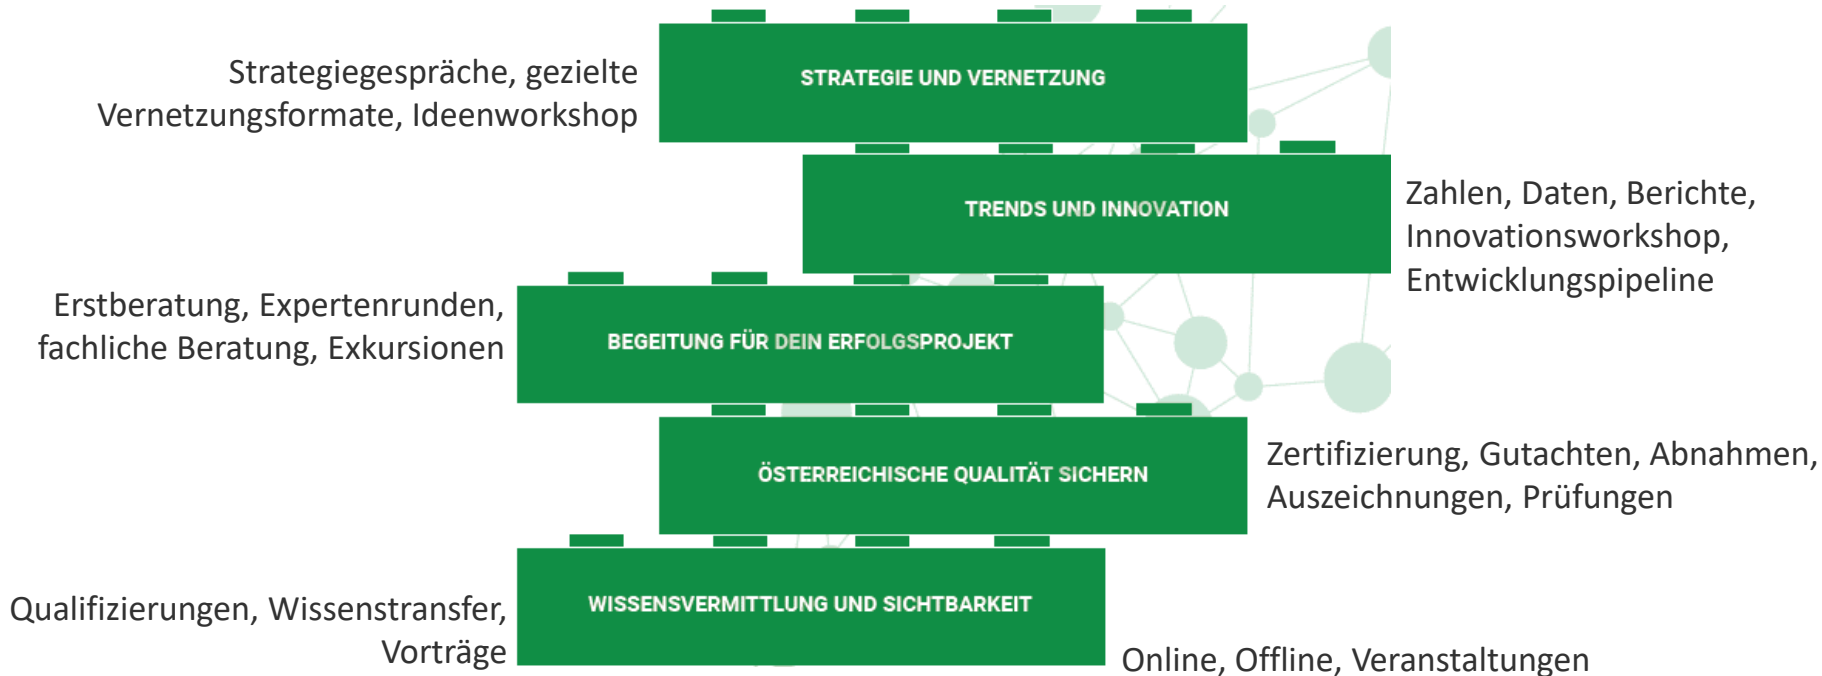 Strategiegespräche, gezielte
Vernetzungsformate, Ideenworkshop
STRATEGIE UND VERNETZUNG
TRENDS UND INNOVATION
Zahlen, Daten, Berichte,
Innovationsworkshop,
Entwicklungspipeline
Erstberatung, Expertenrunden,
fachliche Beratung, Exkursionen
BEGEITUNG FÜR DEIN ERFOLGSPROJEKT
ÖSTERREICHISCHE QUALITÄT SICHERN
Zertifizierung, Gutachten, Abnahmen,
Auszeichnungen, Prüfungen
Qualifizierungen, Wissenstransfer,
Vorträge
WISSENSVERMITTLUNG UND SICHTBARKEIT
Online, Offline, Veranstaltungen